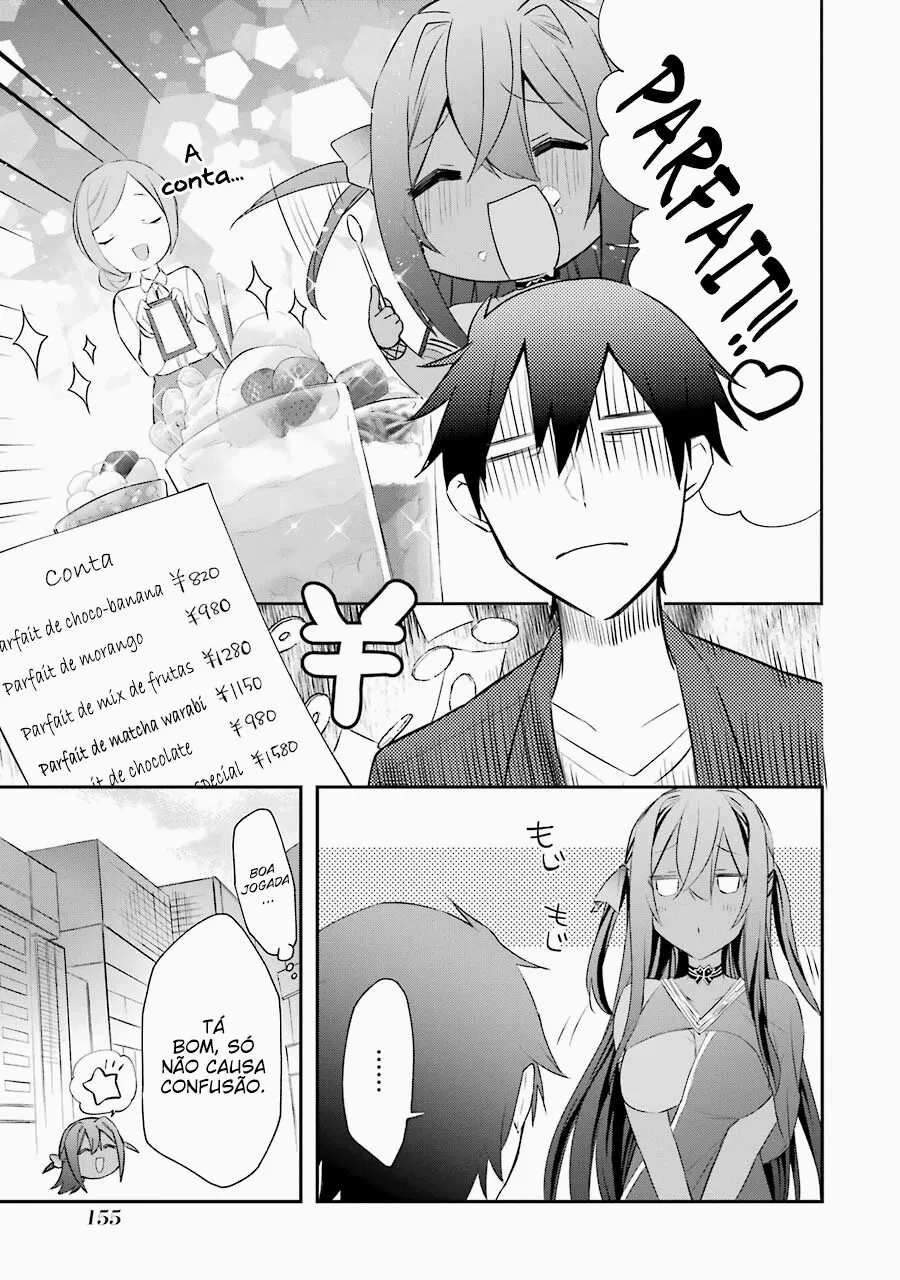 PARFAIT!!
A
conta...
Conta
Parfait de choco-banana ¥820
Parfait de morango ¥980
Parfait de mix de frutas ¥1280
Parfait de matcha warabi ¥1150
it de chocolate ¥980
special ¥1580
¥
もじ
もじ
......
BOA
JOGADA
...
TÁ
BOM, SÓ
NÃO CAUSA
CONFUSÃO.
155